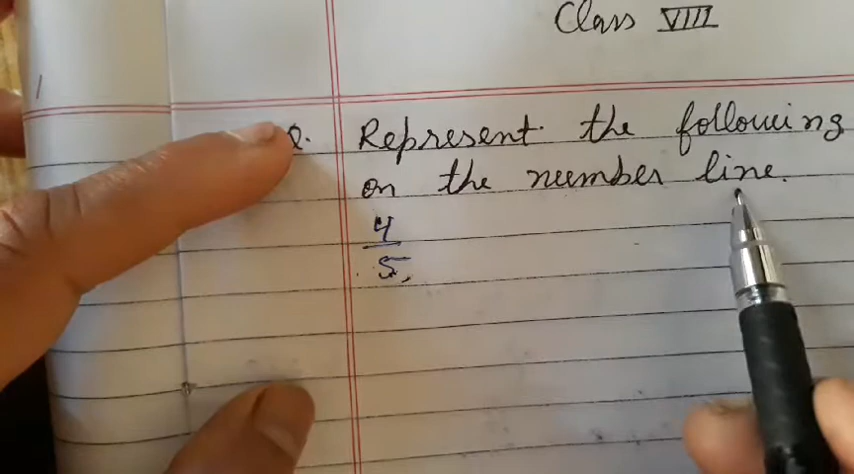 Class VIII
Q. Represent the following
on the number line.
4
5,